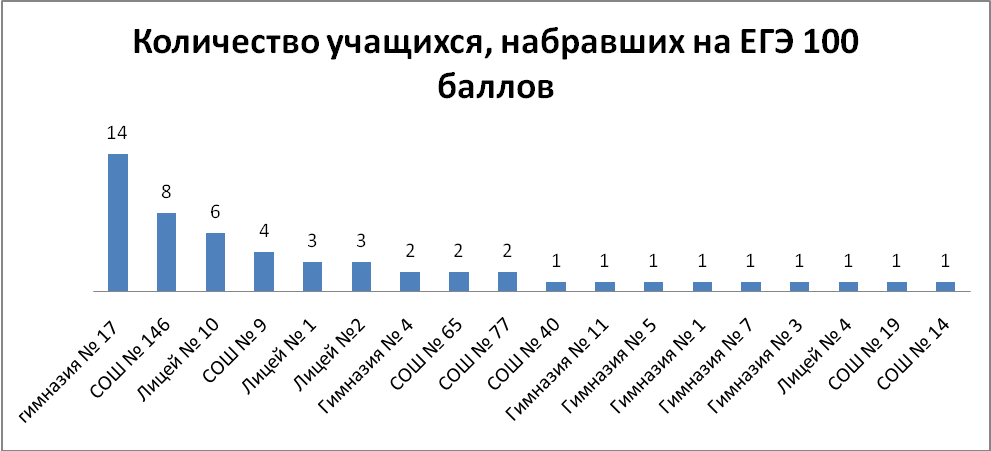 Количество учащихся, набравших на ЕГЭ 100
баллов
14
8
6
4
3
3
2
2
2
1
1
1
1
1
1
1
1
1
гимназия № 17
СОШ № 146
Лицей № 10
СОШ № 9
Лицей № 1
Лицей №2
Гимназия № 4
СОШ № 65
СОШ № 77
СОШ № 40
Гимназия № 11
Гимназия № 5
Гимназия № 1
Гимназия № 7
Гимназия № 3
Лицей № 4
СОШ № 19
СОШ № 14